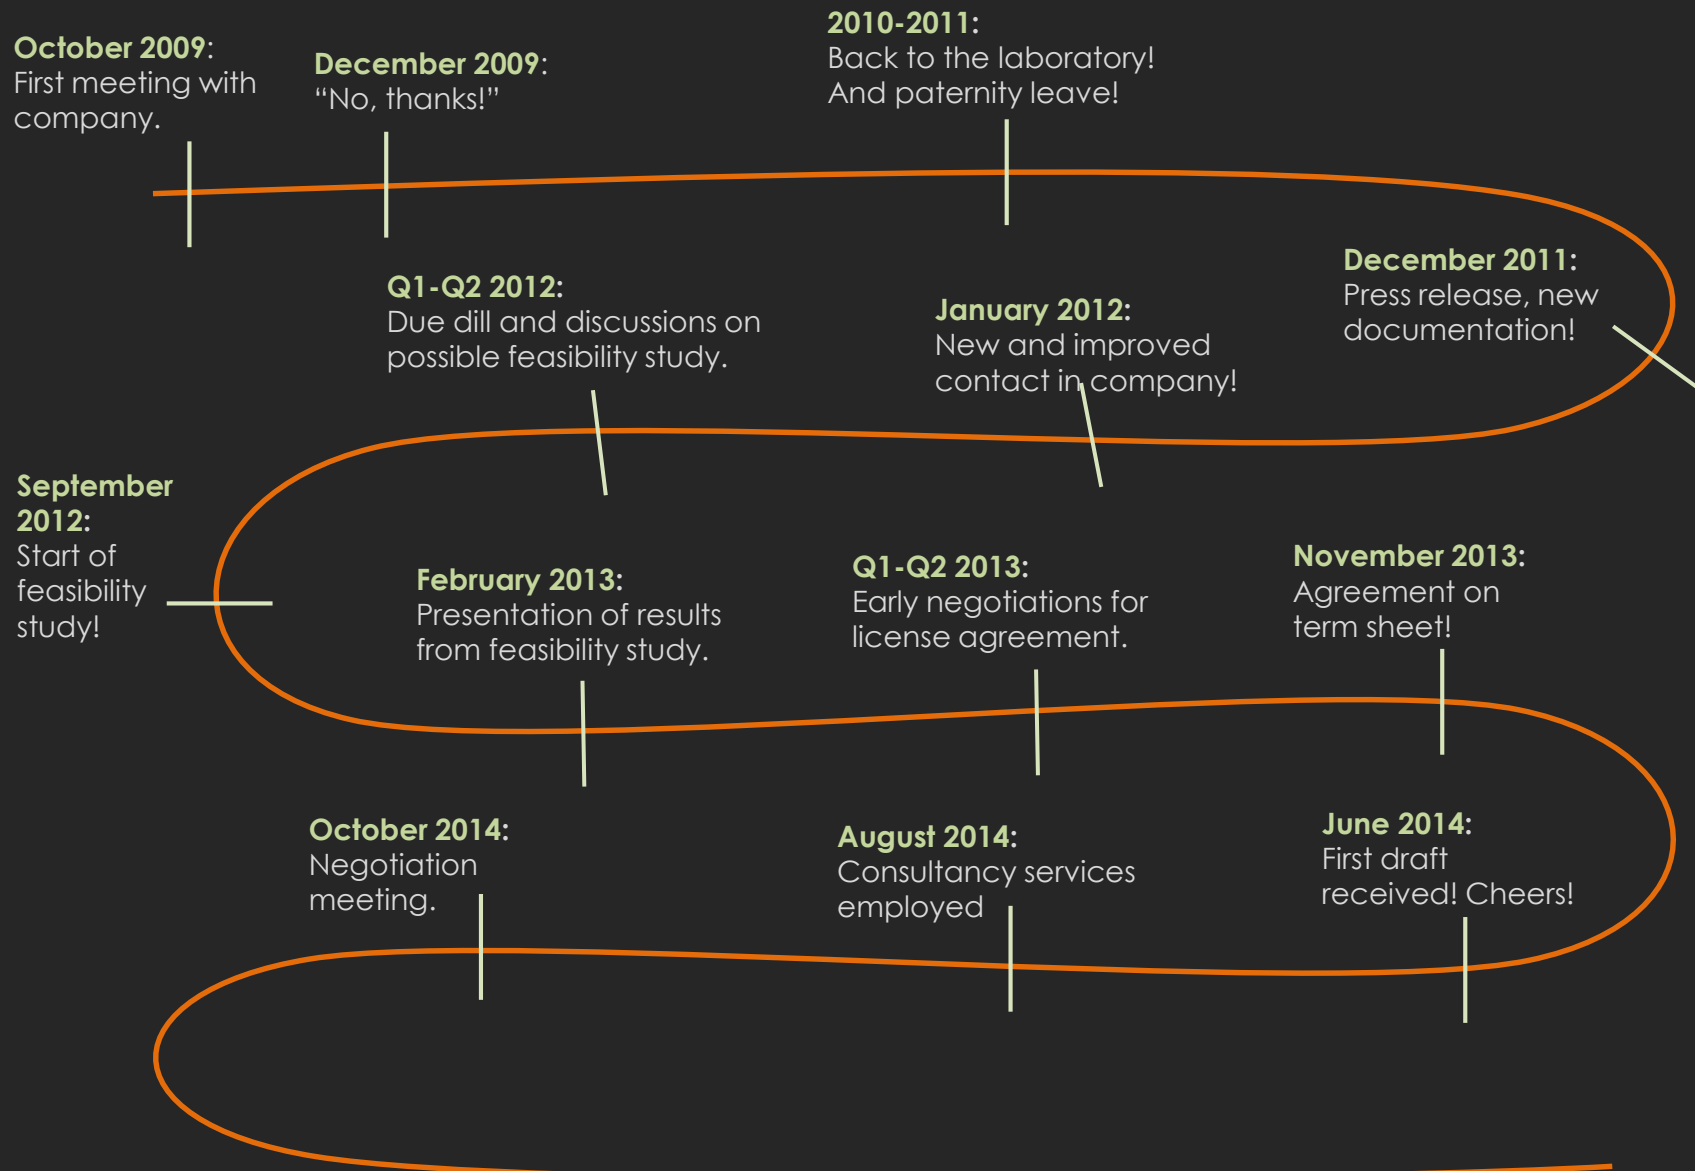 October 2009:
First meeting with
company.
December 2009:
“No, thanks!”
2010-2011:
Back to the laboratory!
And paternity leave!
December 2011:
Press release, new
documentation!
January 2012:
New and improved
contact in company!
Q1-Q2 2012:
Due dill and discussions on
possible feasibility study.
September
2012:
Start of
feasibility
study!
February 2013:
Presentation of results
from feasibility study.
Q1-Q2 2013:
Early negotiations for
license agreement.
November 2013:
Agreement on
term sheet!
June 2014:
First draft
received! Cheers!
August 2014:
Consultancy services
employed
October 2014:
Negotiation
meeting.